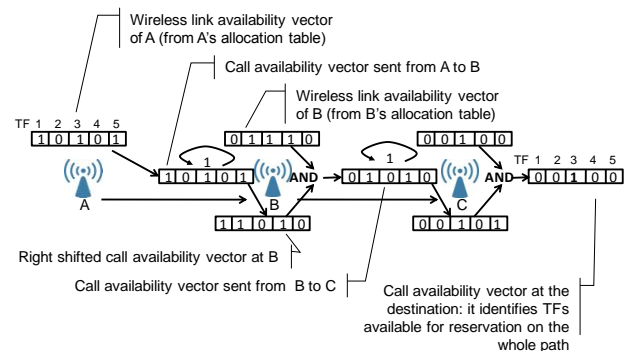 Wireless link availability vector
of A (from A's allocation table)
Call availability vector sent from A to B
Wireless link availability vector
of B (from B's allocation table)
TF 1 2 3 4 5
1 0 1 0 1
0 1 1 1 0
0 0 1 0 0
1
1
TF 1 2 3 4 5
1 0 1 0 1
AND
0 1 0 1 0
AND
0 0 1 0 0
A
B
C
1 1 0 1 0
0 0 1 0 1
Right shifted call availability vector at B
Call availability vector sent from B to C
Call availability vector at the
destination: it identifies TFs
available for reservation on the
whole path